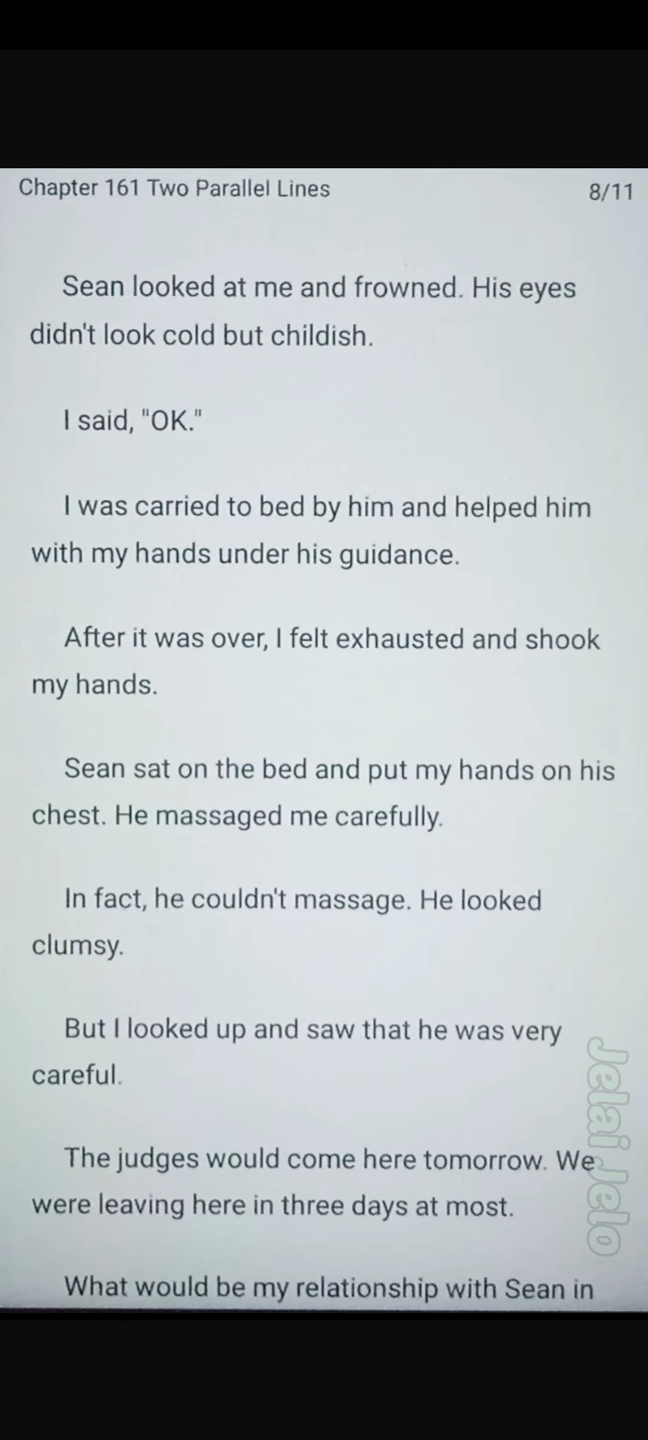 Chapter 161 Two Parallel Lines 8/11
Sean looked at me and frowned. His eyes
didn't look cold but childish.
I said, "OK."
I was carried to bed by him and helped him
with my hands under his guidance.
After it was over, I felt exhausted and shook
my hands.
Sean sat on the bed and put my hands on his
chest. He massaged me carefully.
In fact, he couldn't massage. He looked
clumsy.
But I looked up and saw that he was very
careful.
The judges would come here tomorrow. We
were leaving here in three days at most.
What would be my relationship with Sean in
Jelai Jelo